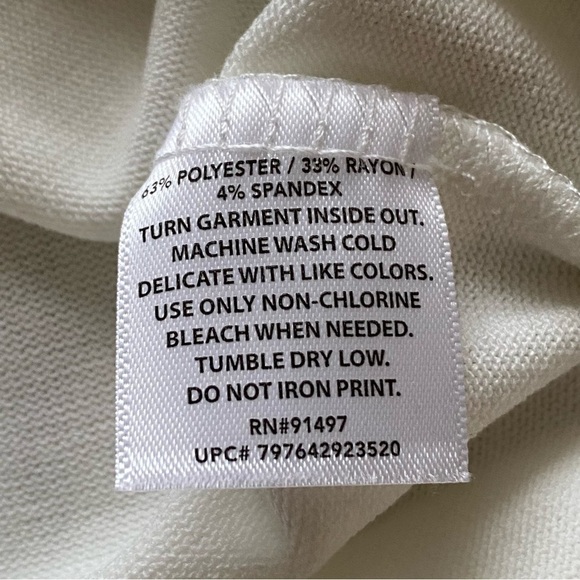 63% POLYESTER / 33% RAYON /
4% SPANDEX
TURN GARMENT INSIDE OUT.
MACHINE WASH COLD
DELICATE WITH LIKE COLORS.
USE ONLY NON-CHLORINE
BLEACH WHEN NEEDED.
TUMBLE DRY LOW.
DO NOT IRON PRINT.
RN#91497
UPC# 797642923520